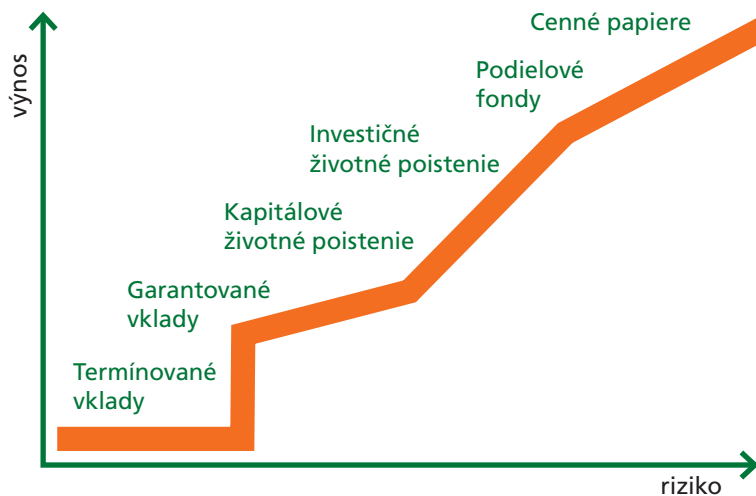 Cenné papiere
výnos
Podielové
fondy
Investičné
životné poistenie
Kapitálové
životné poistenie
Garantované
vklady
Termínované
vklady
riziko